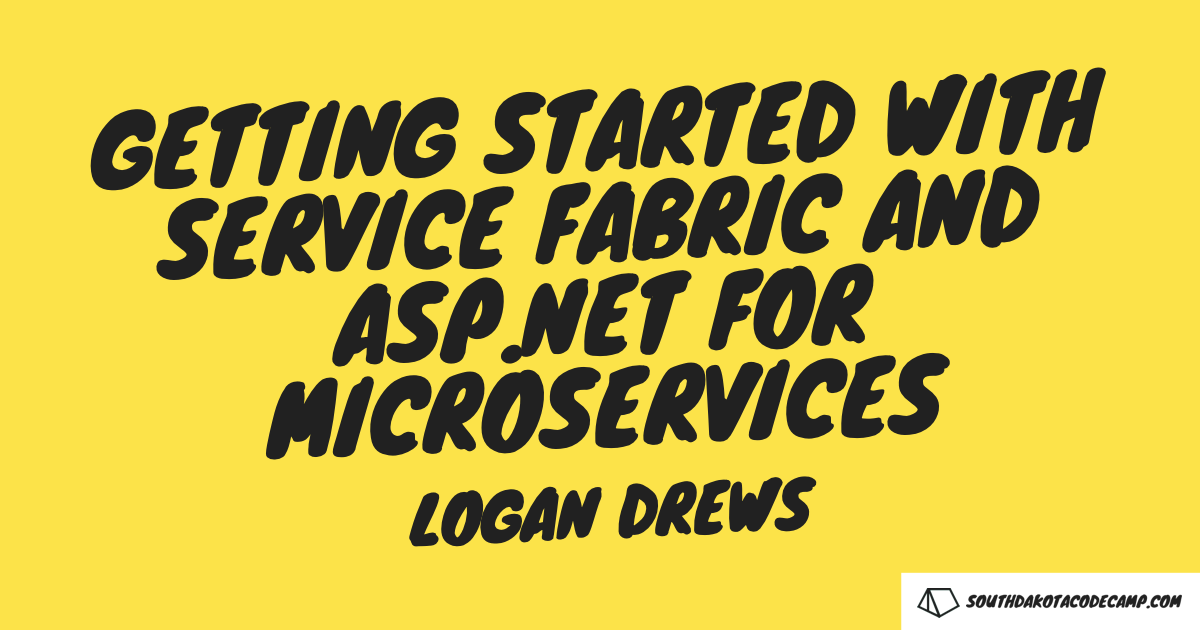 GETTING STARTED WITH
SERVICE FABRIC AND
ASP.NET FOR
MICROSERVICES
LOGAN DREWS
SOUTHDAKOTACODECAMP.COM